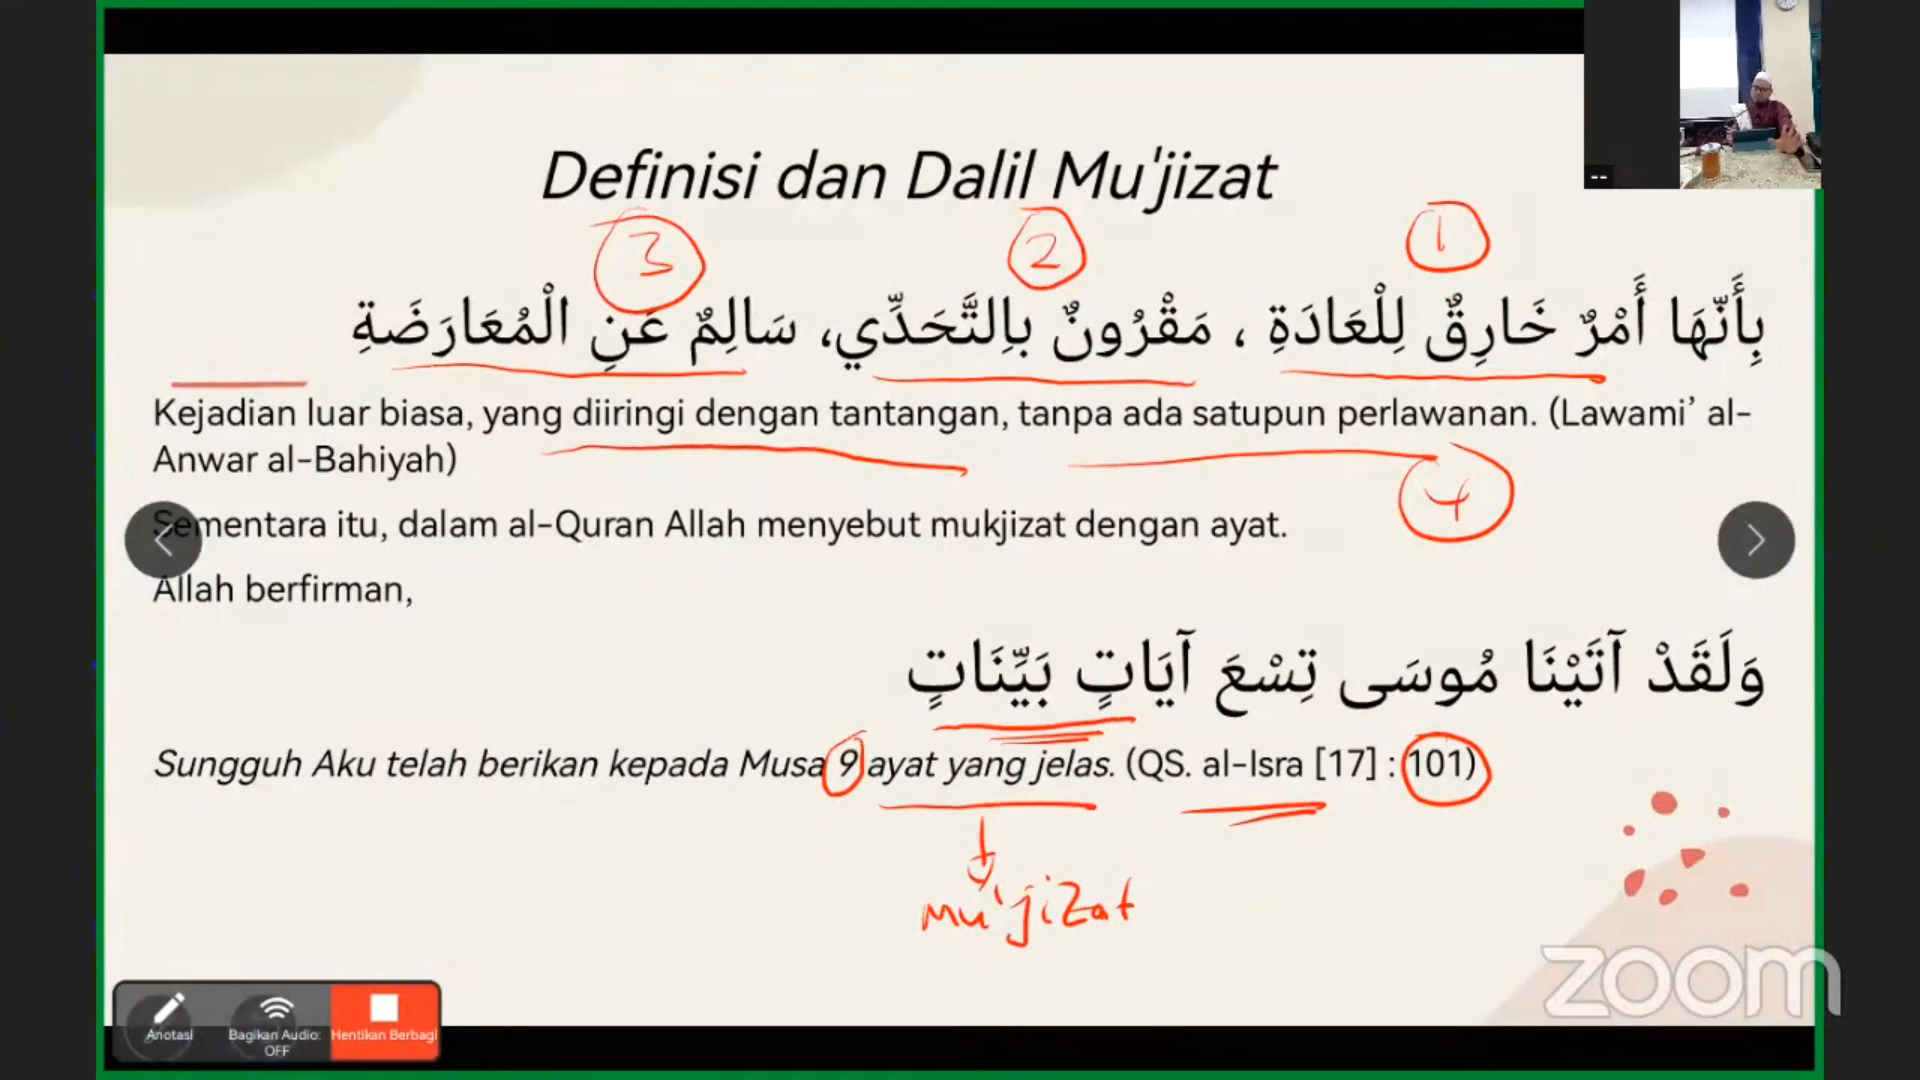 Definisi dan Dalil Mu'jizat
3
2
1
بِأَنَّهَا أَمْرٌ خَارِقٌ لِلْعَادَةِ ، مَقْرُونٌ بِالتَّحَدِّي، سَالِمٌ عَنِ الْمُعَارَضَةِ
Kejadian luar biasa, yang diiringi dengan tantangan, tanpa ada satupun perlawanan. (Lawami’ al-
Anwar al-Bahiyah)
4
Sementara itu, dalam al-Quran Allah menyebut mukjizat dengan ayat.
Allah berfirman,
وَلَقَدْ آتَيْنَا مُوسَى تِسْعَ آيَاتٍ بَيِّنَاتٍ
Sungguh Aku telah berikan kepada Musa 9 ayat yang jelas. (QS. al-Isra [17] : 101)
mu'jizat
zoom
Anotasi
Bagikan Audio:
OFF
Hentikan Berbagi
--